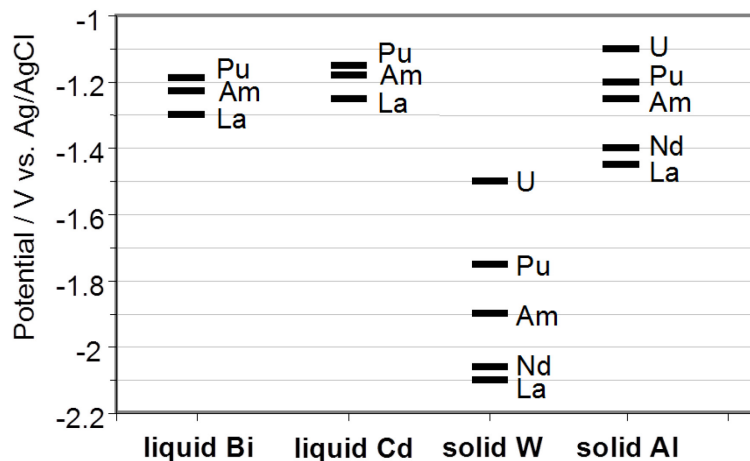 Potential / V vs. Ag/AgCl
-1
-1.2
-1.4
-1.6
-1.8
-2
-2.2
Pu
Am
La
Pu
Am
La
U
Pu
Am
Nd
La
U
Pu
Am
Nd
La
liquid Bi
liquid Cd
solid W
solid Al